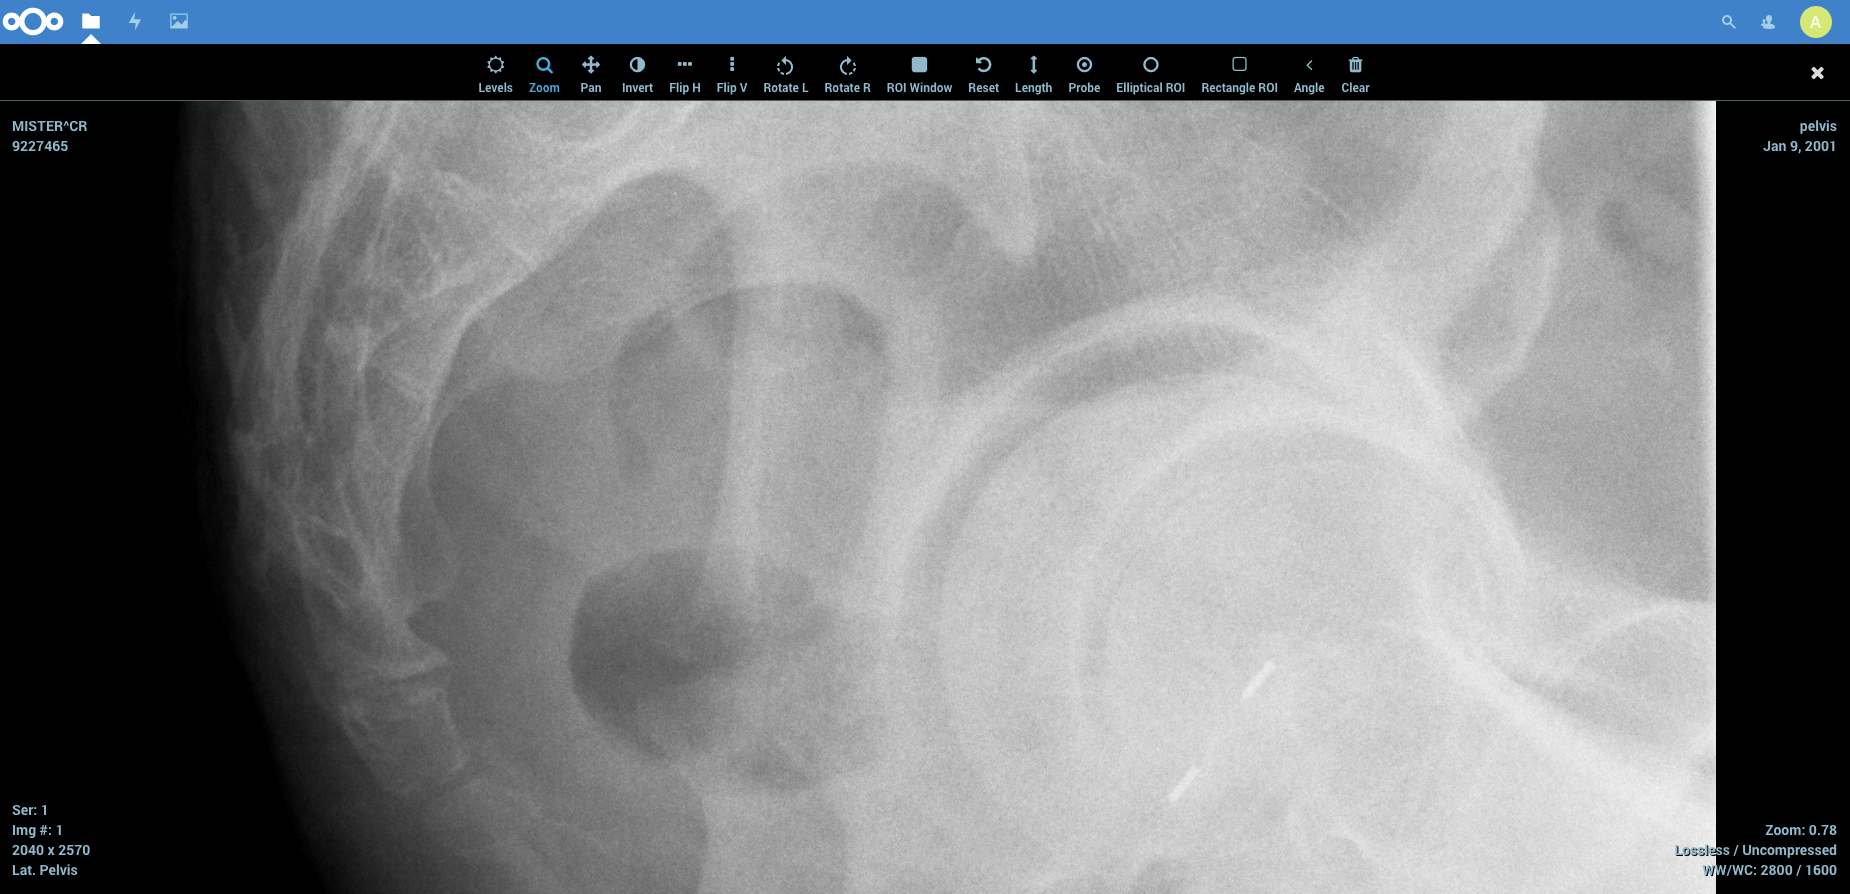 A
Levels
Zoom
Pan
Invert
Flip H
Flip V
Rotate L
Rotate R
ROI Window
Reset
Length
Probe
Elliptical ROI
Rectangle ROI
Angle
Clear
MISTER^CR
9227465
pelvis
Jan 9, 2001
Ser: 1
Img #: 1
2040 x 2570
Lat. Pelvis
Zoom: 0.78
Lossless / Uncompressed
WW/WC: 2800 / 1600